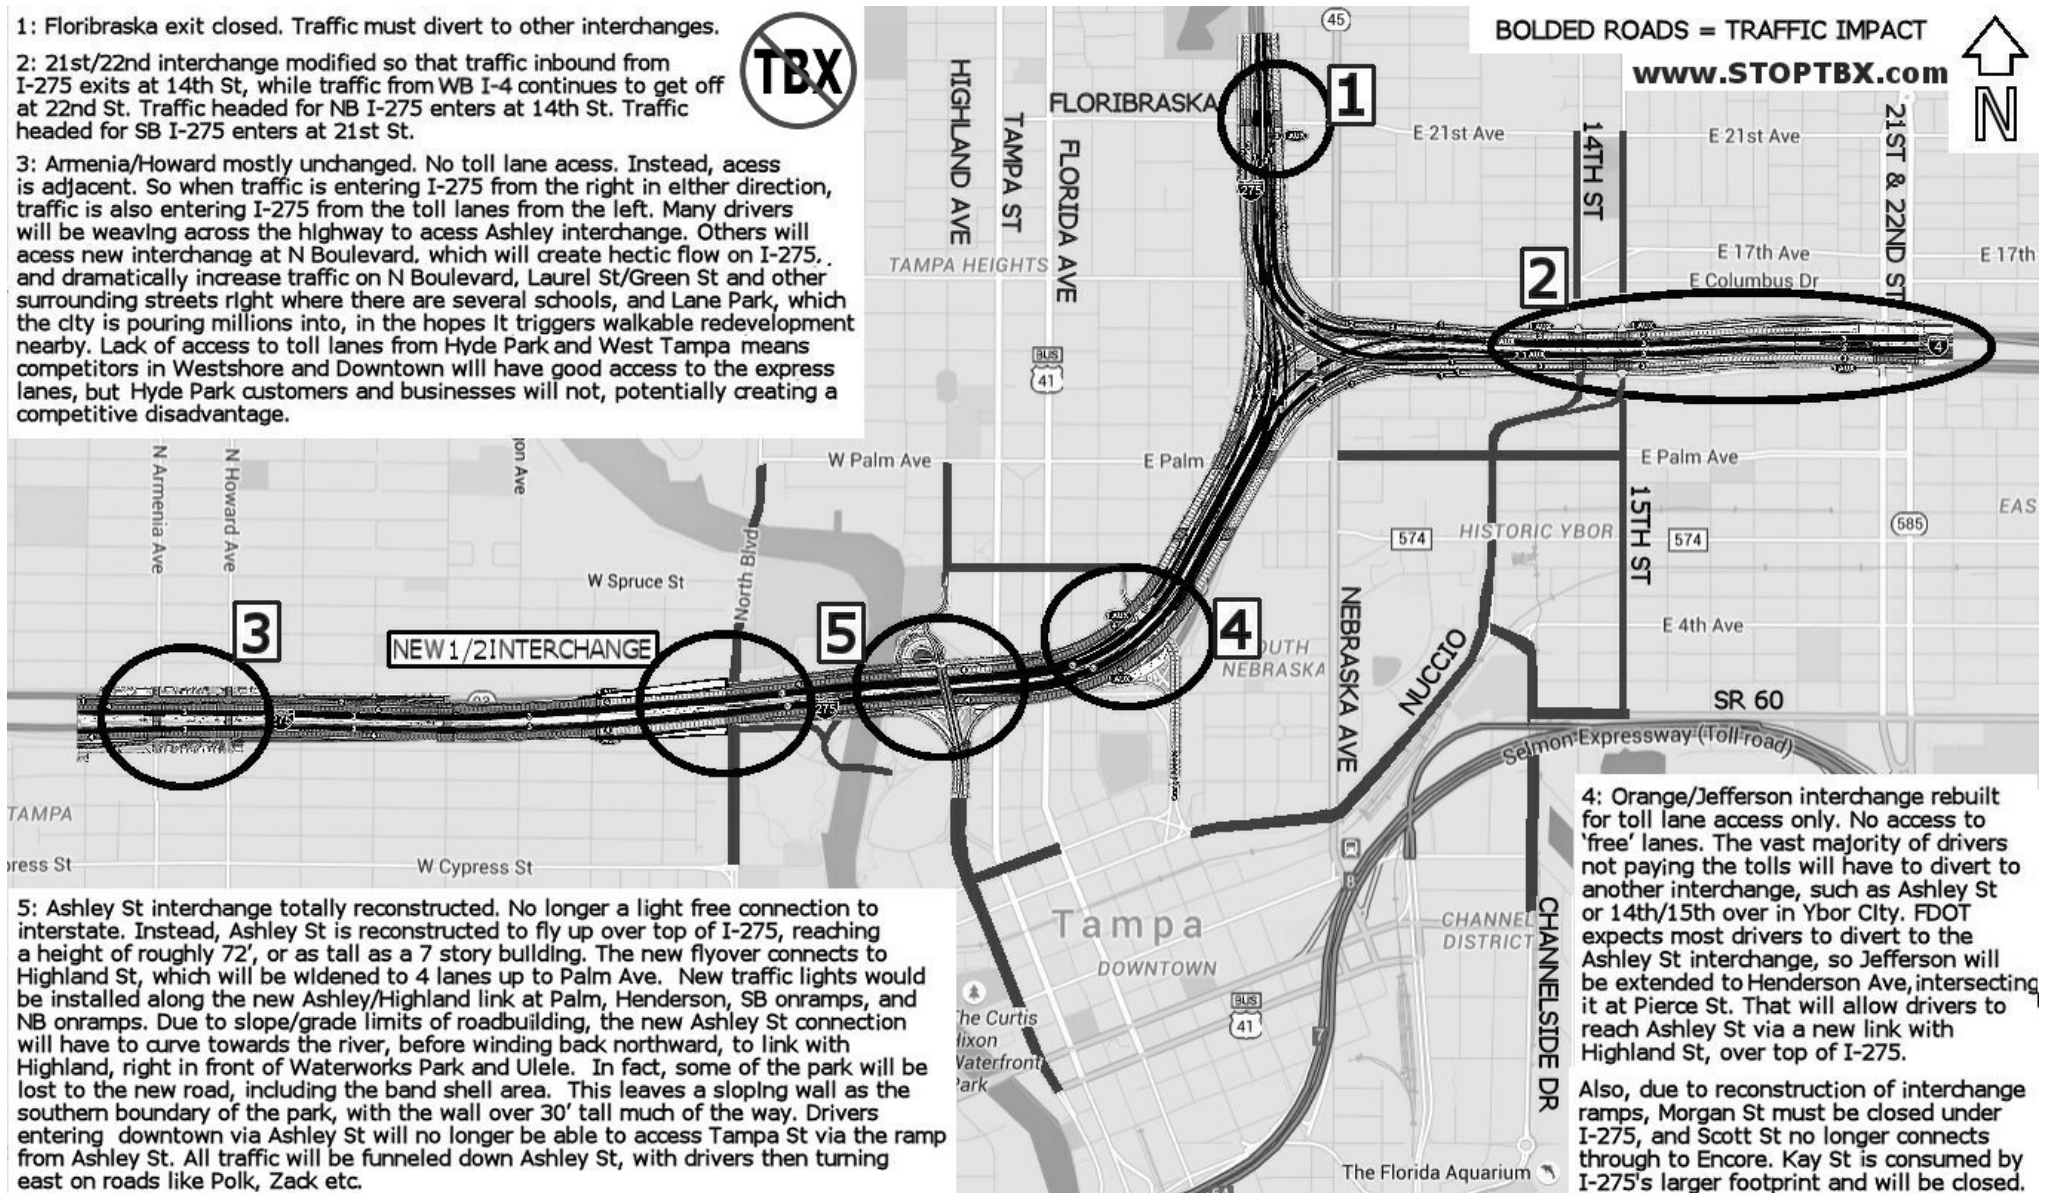 1: Floribraska exit closed. Traffic must divert to other interchanges.
2: 21st/22nd interchange modified so that traffic inbound from
I-275 exits at 14th St, while traffic from WB I-4 continues to get off
at 22nd St. Traffic headed for NB I-275 enters at 14th St. Traffic
headed for SB I-275 enters at 21st St.
3: Armenia/Howard mostly unchanged. No toll lane acess. Instead, acess
is adjacent. So when traffic is entering I-275 from the right in either direction,
traffic is also entering I-275 from the toll lanes from the left. Many drivers
will be weaving across the highway to acess Ashley interchange. Others will
acess new interchange at N Boulevard, which will create hectic flow on I-275,.
and dramatically increase traffic on N Boulevard, Laurel St/Green St and other
surrounding streets right where there are several schools, and Lane Park, which
the city is pouring millions into, in the hopes it triggers walkable redevelopment
nearby. Lack of access to toll lanes from Hyde Park and West Tampa means
competitors in Westshore and Downtown will have good access to the express
lanes, but Hyde Park customers and businesses will not, potentially creating a
competitive disadvantage.
TBX
BOLDED ROADS = TRAFFIC IMPACT
www.STOPTBX.com
N
45
HIGHLAND AVE
TAMPA ST
FLORIDA AVE
FLORIBRASKA
1
E 21st Ave
14TH ST
E 21st Ave
21ST & 22ND ST
275
AUX
TAMPA HEIGHTS
2
E 17th Ave
E 17th
E Columbus Dr
AUX
AUX
AUX
AUX
AUX
4
BUS
41
N Armenia Ave
N Howard Ave
on Ave
W Palm Ave
E Palm
E Palm Ave
North Blvd
15TH ST
EAS
585
574
HISTORIC YBOR
574
W Spruce St
3
NEW 1/2 INTERCHANGE
5
4
AUX
AUX
OUTH
NEBRASKA
NEBRASKA AVE
NUCCIO
E 4th Ave
275
275
SR 60
Selmon Expressway (Toll road)
TAMPA
press St
W Cypress St
8
7
Tampa
DOWNTOWN
BUS
41
CHANNEL
DISTRICT
CHANNELSIDE DR
The Curtis
Hixon
Waterfront
Park
The Florida Aquarium
4: Orange/Jefferson interchange rebuilt
for toll lane access only. No access to
'free' lanes. The vast majority of drivers
not paying the tolls will have to divert to
another interchange, such as Ashley St
or 14th/15th over in Ybor City. FDOT
expects most drivers to divert to the
Ashley St interchange, so Jefferson will
be extended to Henderson Ave, intersecting
it at Pierce St. That will allow drivers to
reach Ashley St via a new link with
Highland St, over top of I-275.
Also, due to reconstruction of interchange
ramps, Morgan St must be closed under
I-275, and Scott St no longer connects
through to Encore. Kay St is consumed by
I-275's larger footprint and will be closed.
5: Ashley St interchange totally reconstructed. No longer a light free connection to
interstate. Instead, Ashley St is reconstructed to fly up over top of I-275, reaching
a height of roughly 72', or as tall as a 7 story building. The new flyover connects to
Highland St, which will be widened to 4 lanes up to Palm Ave. New traffic lights would
be installed along the new Ashley/Highland link at Palm, Henderson, SB onramps, and
NB onramps. Due to slope/grade limits of roadbuilding, the new Ashley St connection
will have to curve towards the river, before winding back northward, to link with
Highland, right in front of Waterworks Park and Ulele. In fact, some of the park will be
lost to the new road, including the band shell area. This leaves a sloping wall as the
southern boundary of the park, with the wall over 30' tall much of the way. Drivers
entering downtown via Ashley St will no longer be able to access Tampa St via the ramp
from Ashley St. All traffic will be funneled down Ashley St, with drivers then turning
east on roads like Polk, Zack etc.